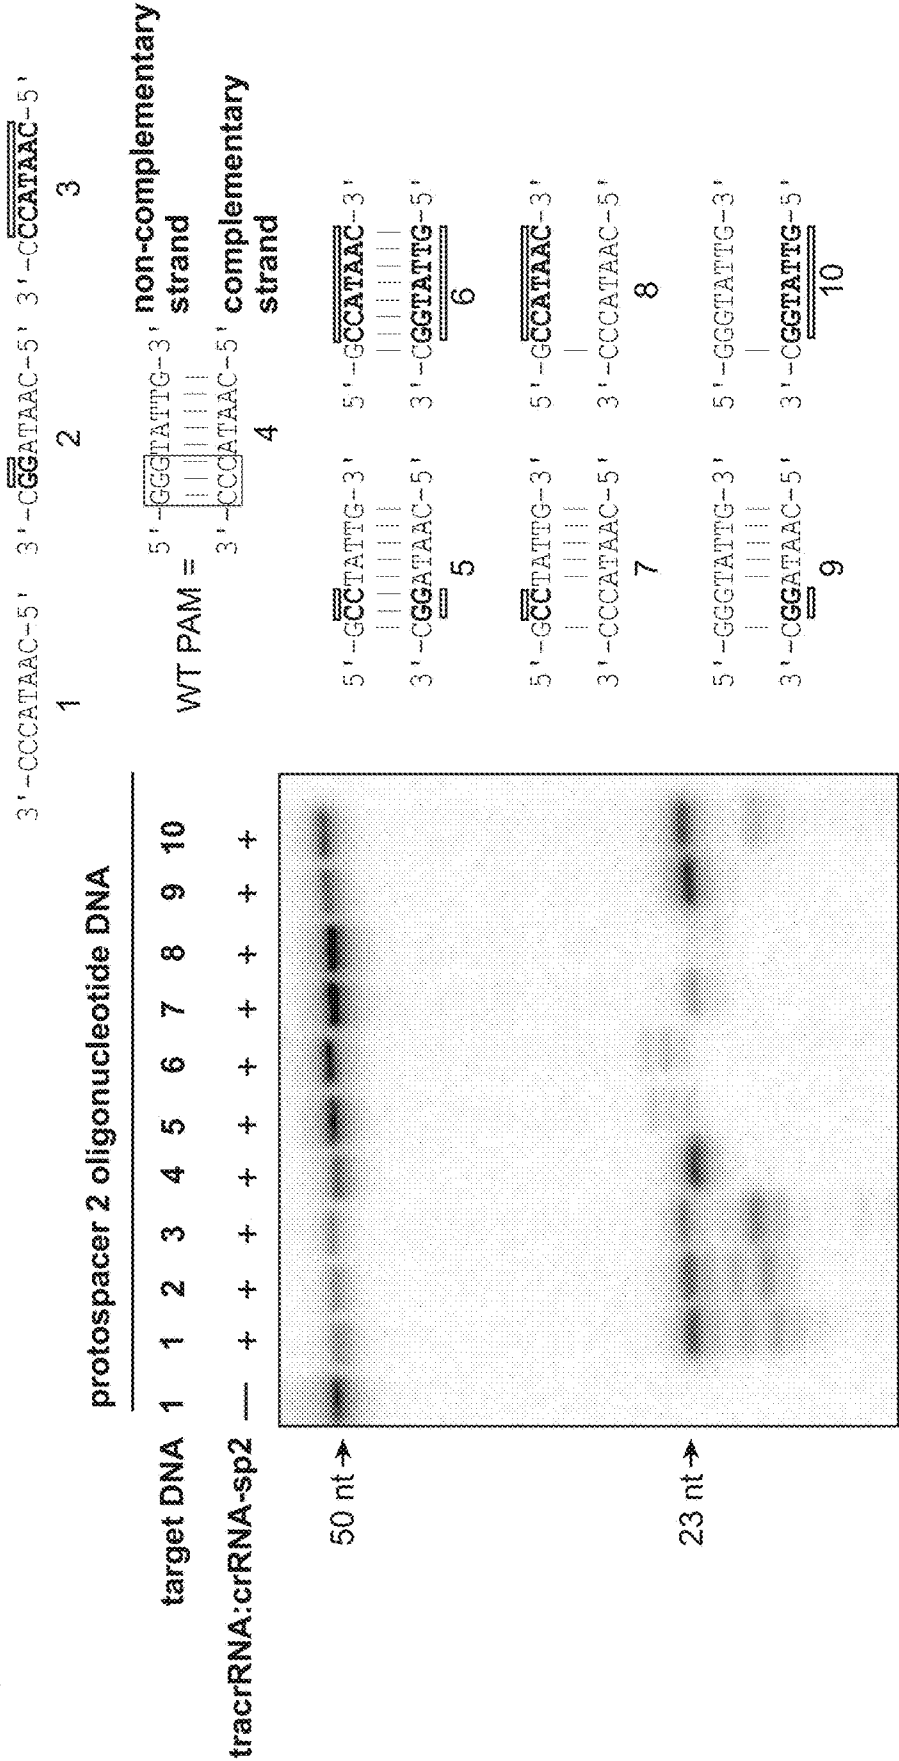 3'-CCCATAAC-5' 3'-CGGATAAC-5' 3'-CCCATAAC-5'
1 2 3
protospacer 2 oligonucleotide DNA
target DNA 1 1 2 3 4 5 6 7 8 9 10
tracrRNA:crRNA-sp2 — + + + + + + + + + +
50 nt→
23 nt→
WT PAM =
5'-GGGTATTG-3' non-complementary strand
3'-CCCATAAC-5' complementary strand
4
5'-GCCTATTG-3' 5'-GCCATAAC-3'
3'-CGGATAAC-5' 3'-CGGTATTG-5'
5 6
5'-GCCTATTG-3' 5'-GCCATAAC-3'
3'-CCCATAAC-5' 3'-CCCATAAC-5'
7 8
5'-GGGTATTG-3' 5'-GGGTATTG-3'
3'-CGGATAAC-5' 3'-CGGTATTG-5'
9 10